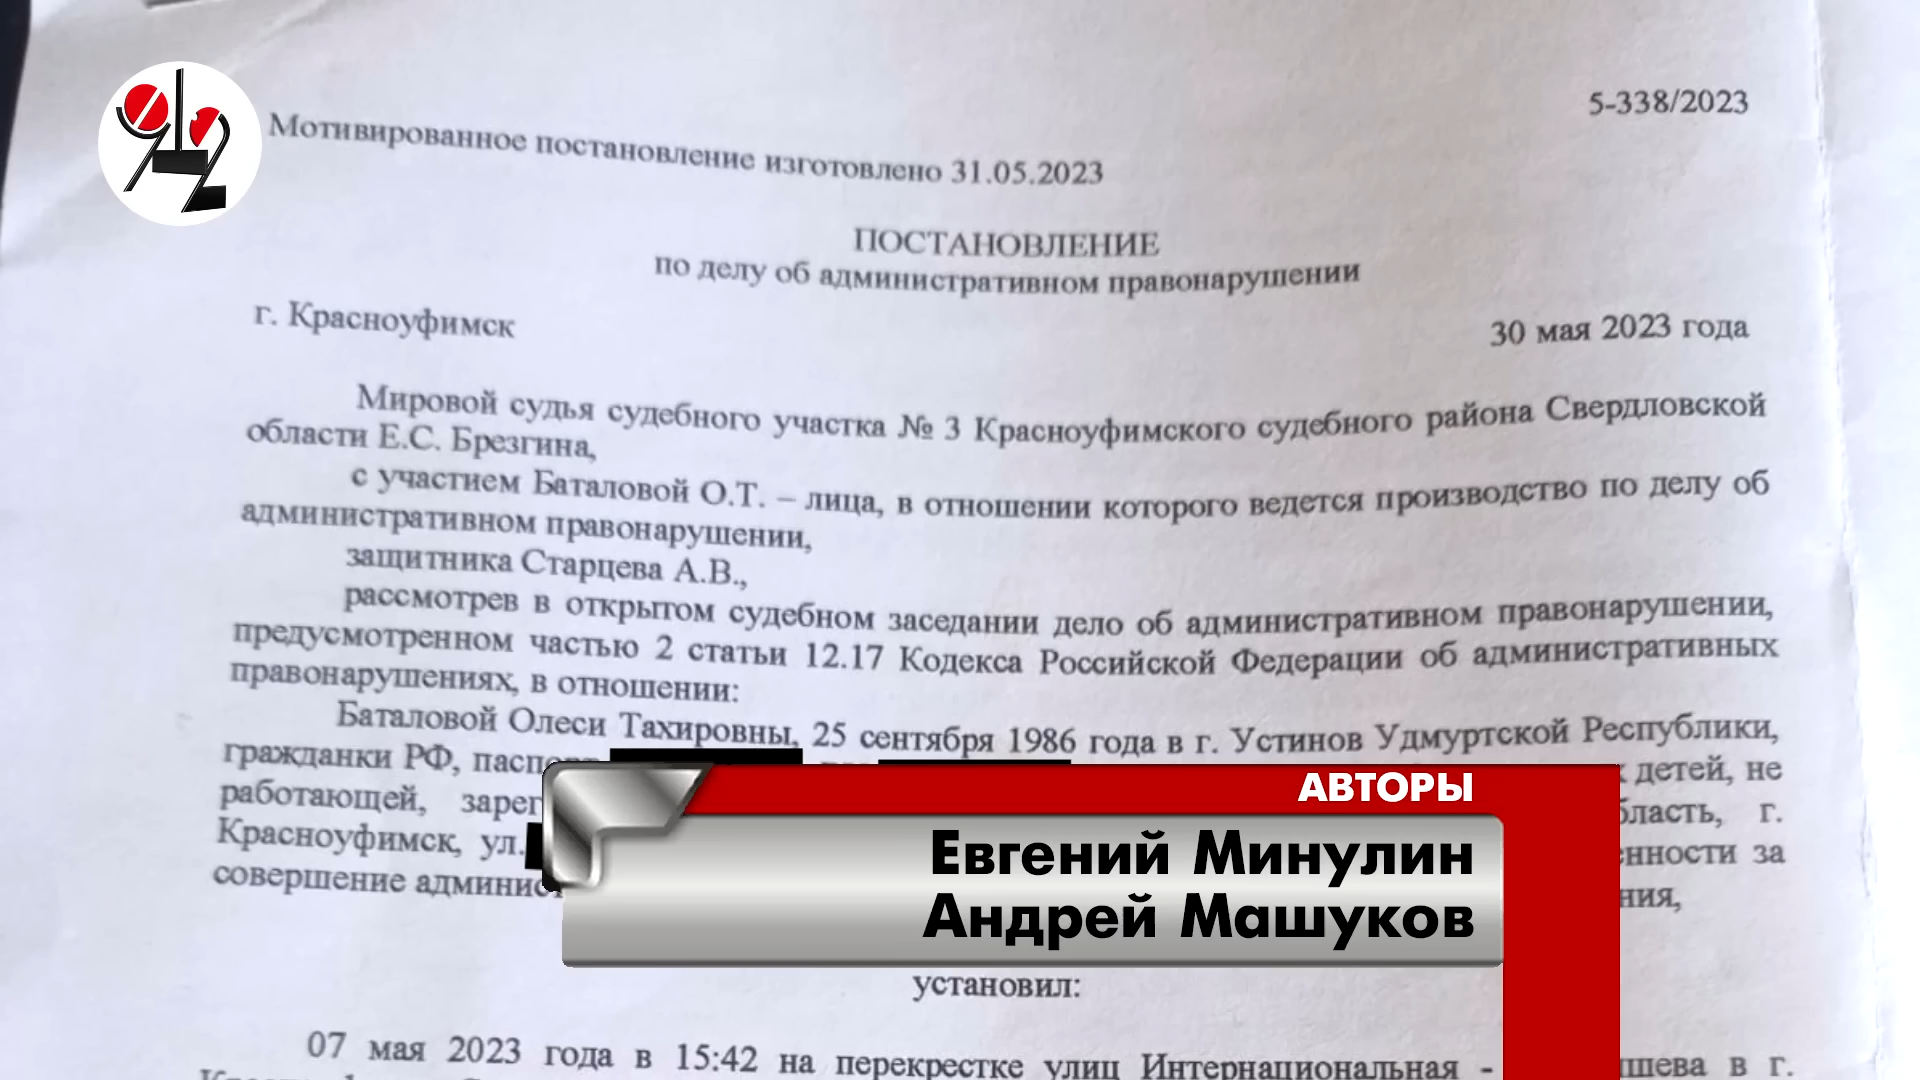 5-338/2023
Мотивированное постановление изготовлено 31.05.2023
ПОСТАНОВЛЕНИЕ
по делу об административном правонарушении
г. Красноуфимск
30 мая 2023 года
Мировой судья судебного участка № 3 Красноуфимского судебного района Свердловской
области Е.С. Брезгина,
с участием Баталовой О.Т. – лица, в отношении которого ведется производство по делу об
административном правонарушении,
защитника Старцева А.В.,
рассмотрев в открытом судебном заседании дело об административном правонарушении,
предусмотренном частью 2 статьи 12.17 Кодекса Российской Федерации об административных
правонарушениях, в отношении:
Баталовой Олеси Тахировны, 25 сентября 1986 года в г. Устинов Удмуртской Республики,
гражданки РФ, детей, не
работающей, г.
Красноуфимск, ул. за
совершение
АВТОРЫ
Евгений Минулин
Андрей Машуков
установил:
07 мая 2023 года в 15:42 на перекрестке улиц Интернациональная - в г.